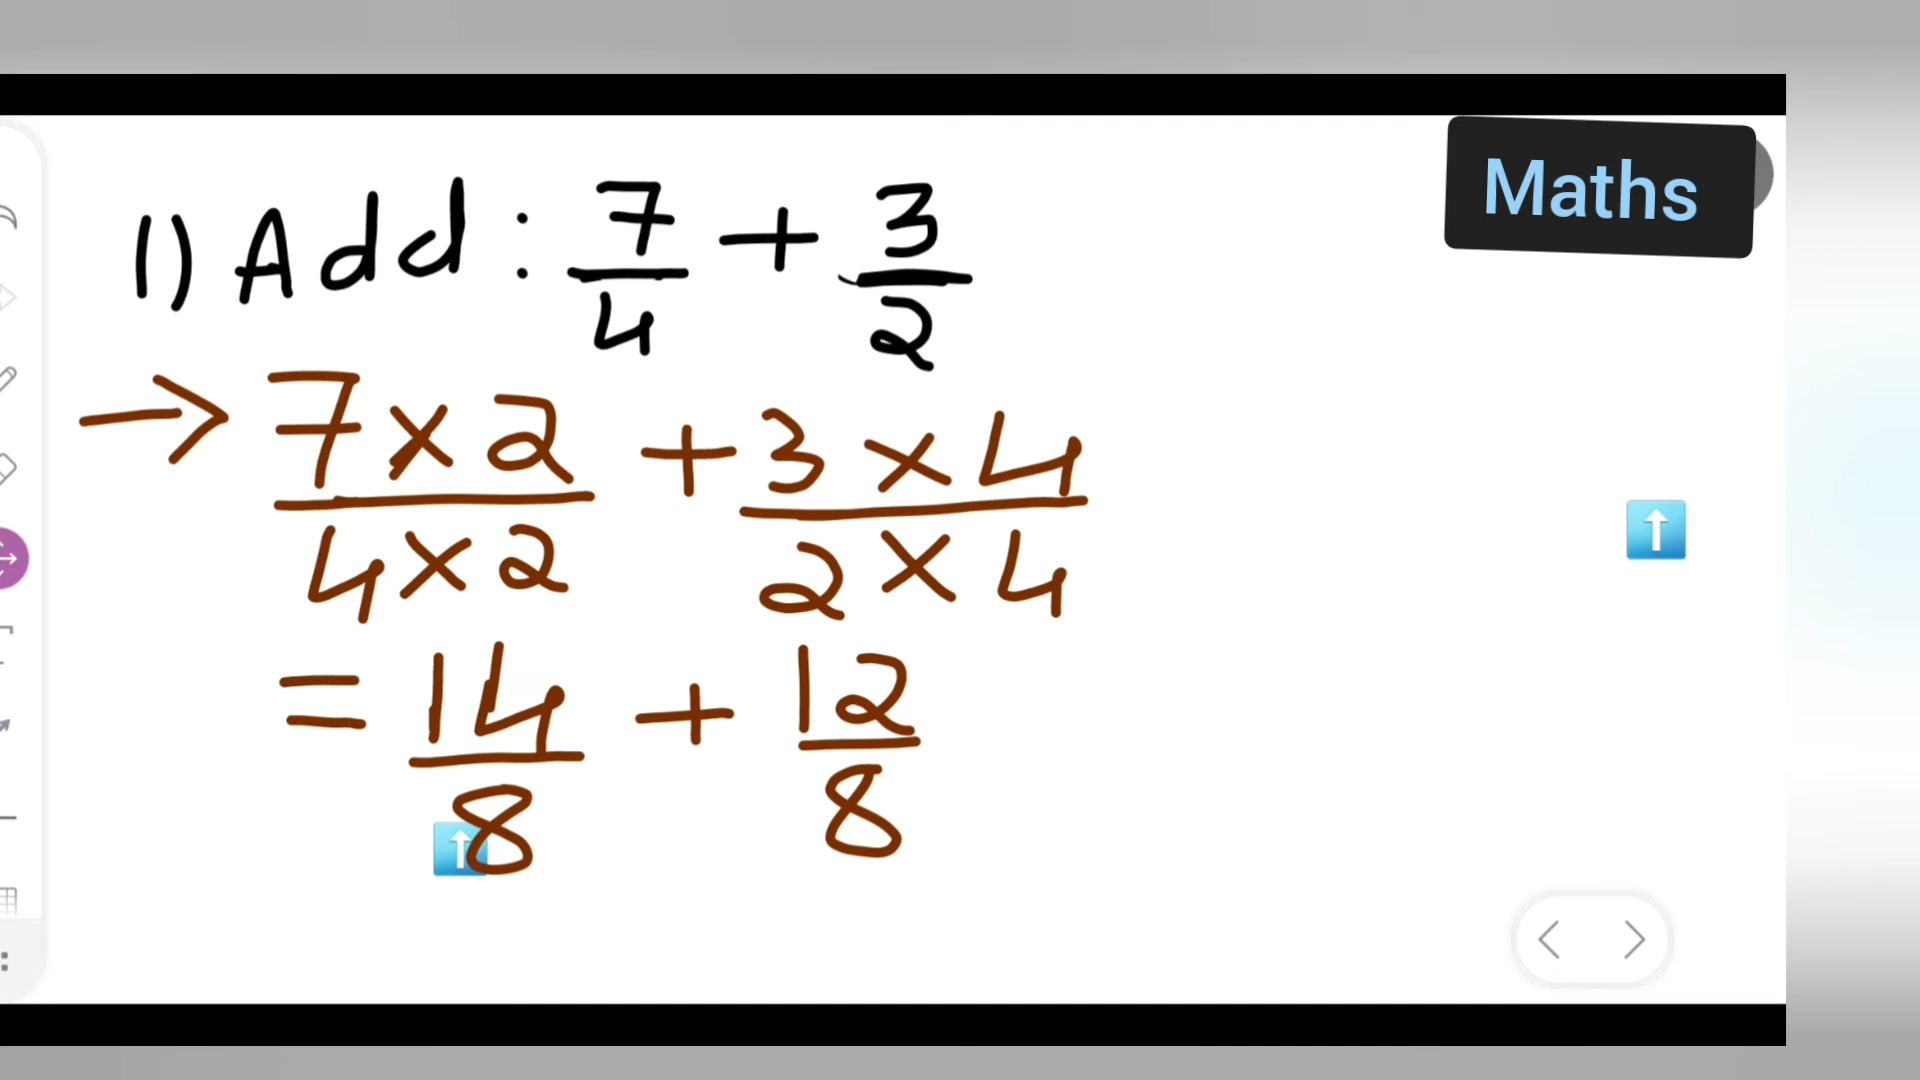 Maths
1) Add: 7/4 + 3/2
→ 7×2/4×2 + 3×4/2×4
= 14/8 + 12/8